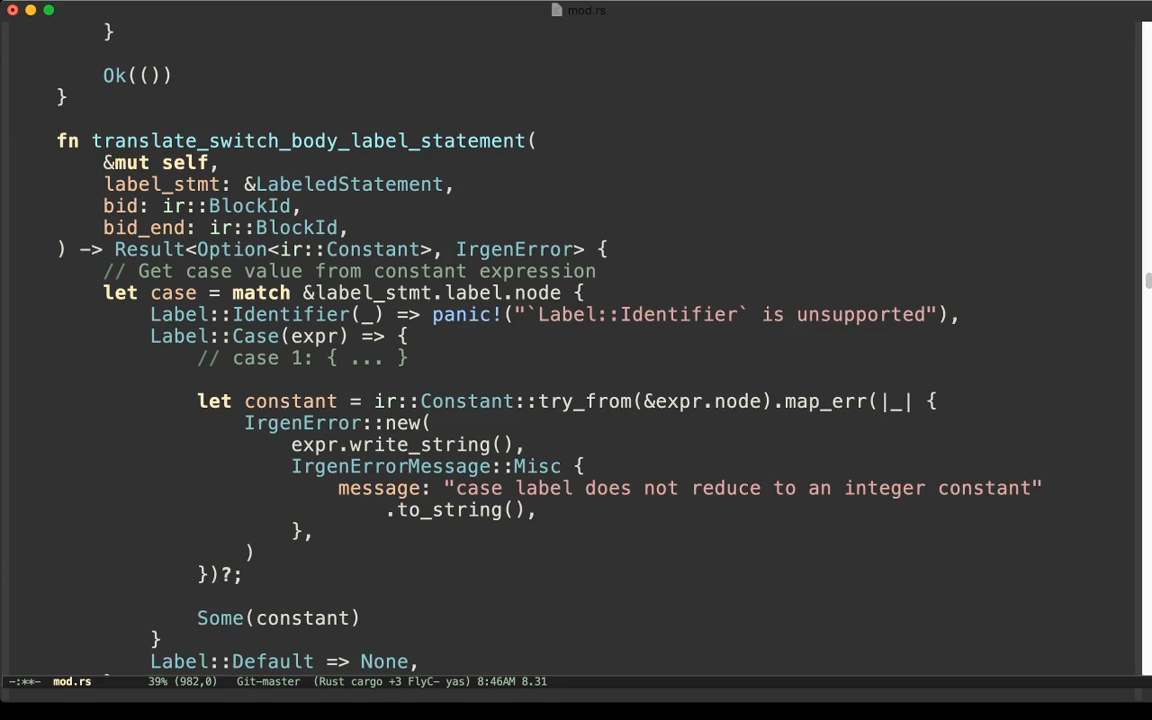 mod.rs
}
Ok(())
}
fn translate_switch_body_label_statement(
&mut self,
label_stmt: &LabeledStatement,
bid: ir::BlockId,
bid_end: ir::BlockId,
) -> Result<Option<ir::Constant>, IrgenError> {
// Get case value from constant expression
let case = match &label_stmt.label.node {
Label::Identifier(_) => panic!("`Label::Identifier` is unsupported"),
Label::Case(expr) => {
// case 1: { ... }
let constant = ir::Constant::try_from(&expr.node).map_err(|_| {
IrgenError::new(
expr.write_string(),
IrgenErrorMessage::Misc {
message: "case label does not reduce to an integer constant"
.to_string(),
},
)
})?;
Some(constant)
}
Label::Default => None,
-:**- mod.rs 39% (982,0) Git-master (Rust cargo +3 FlyC- yas) 8:46AM 8.31